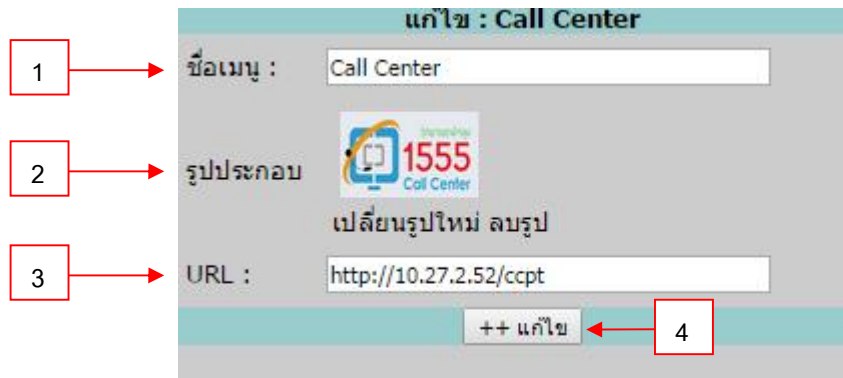 แก้ไข : Call Center
1
ชื่อเมนู :
Call Center
2
รูปประกอบ
1555
Call Center
เปลี่ยนรูปใหม่ ลบรูป
3
URL :
http://10.27.2.52/ccpt
++ แก้ไข
4